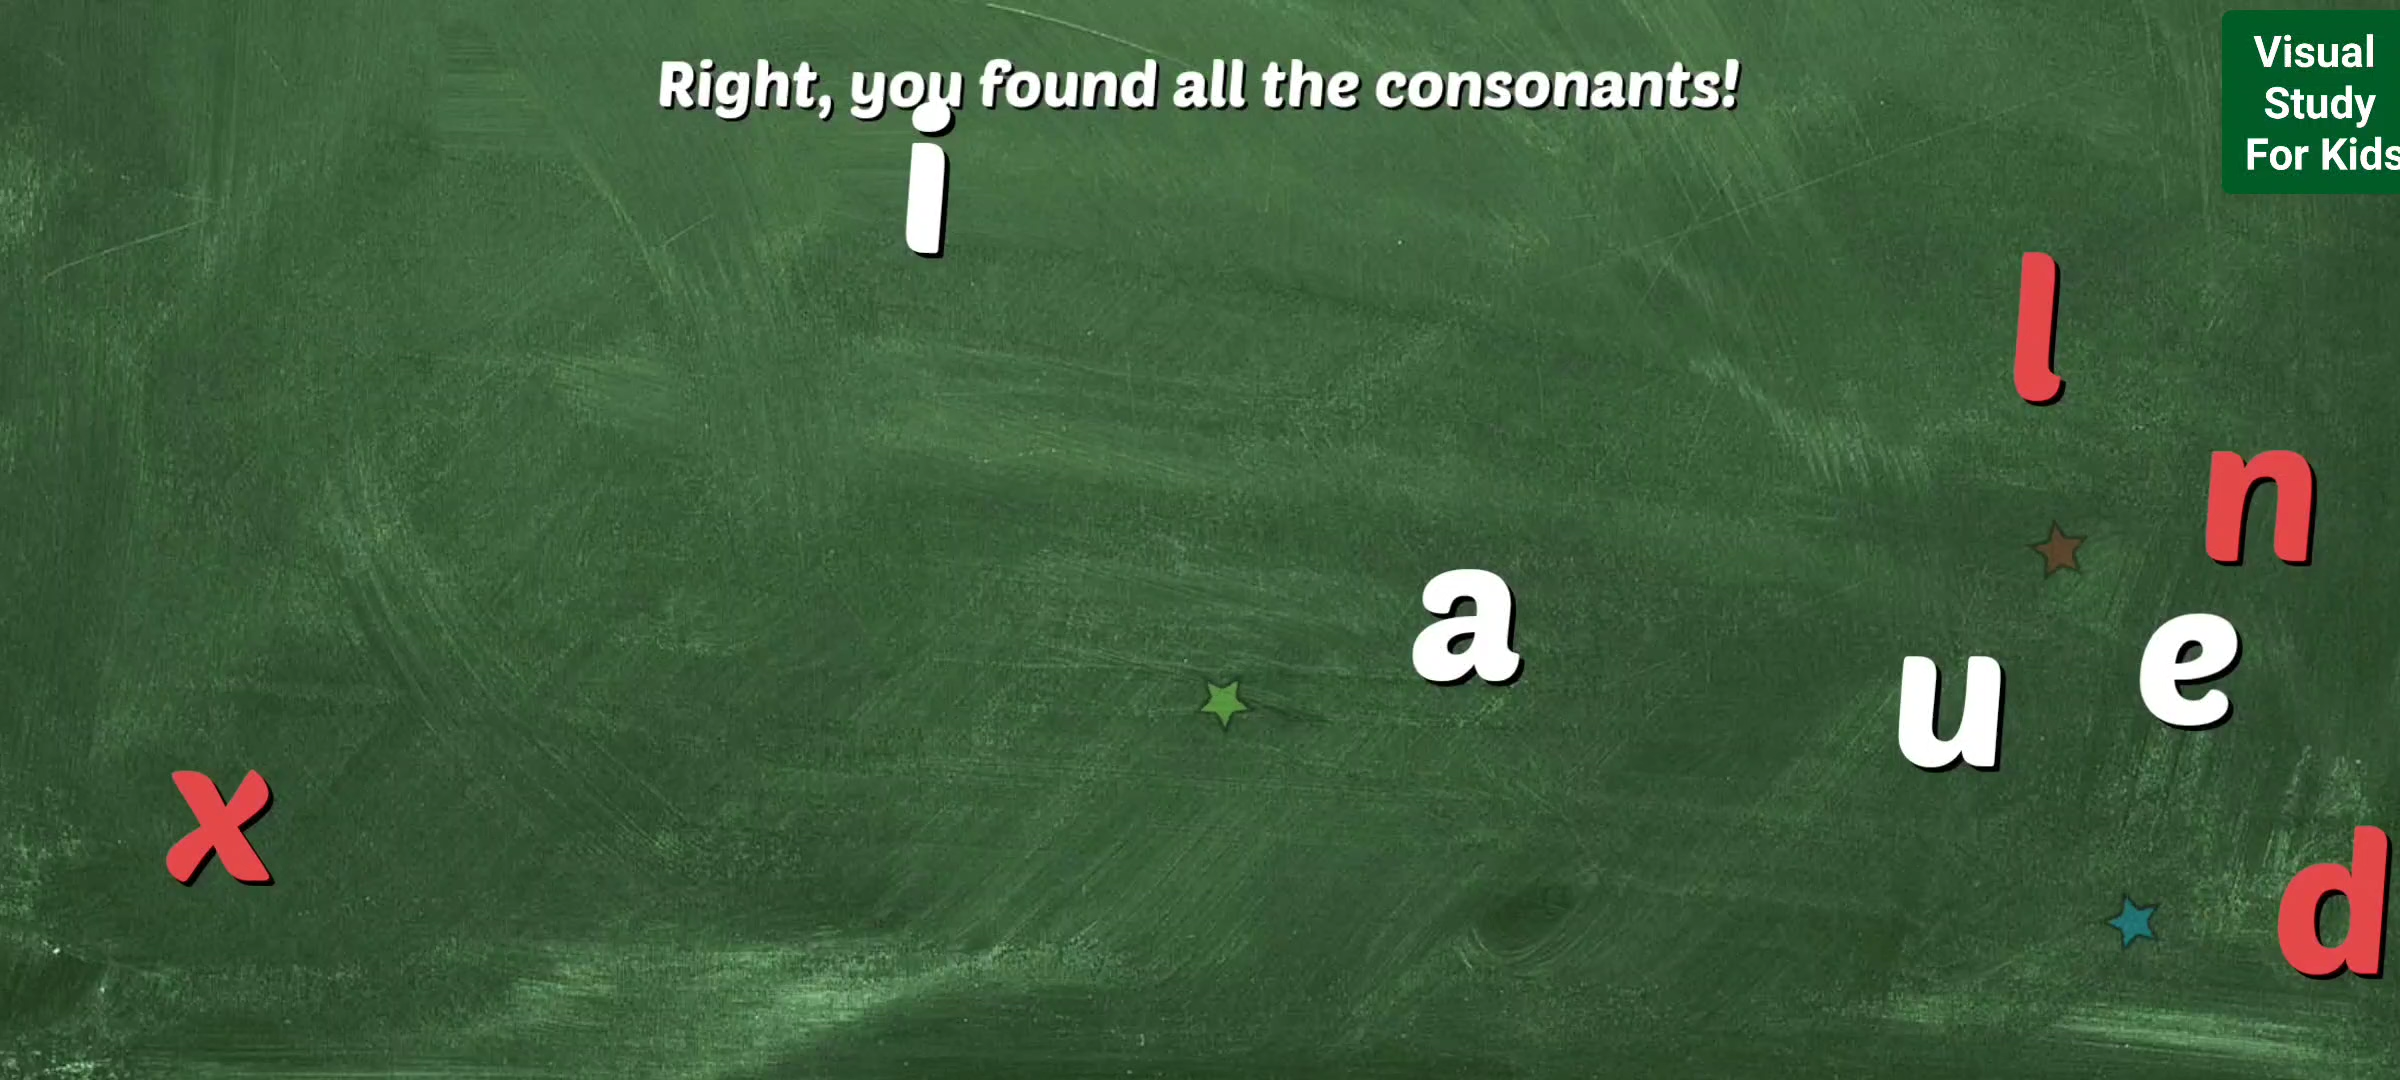 Right, you found all the consonants!
Visual
Study
For Kids
i
l
n
a
e
u
x
d